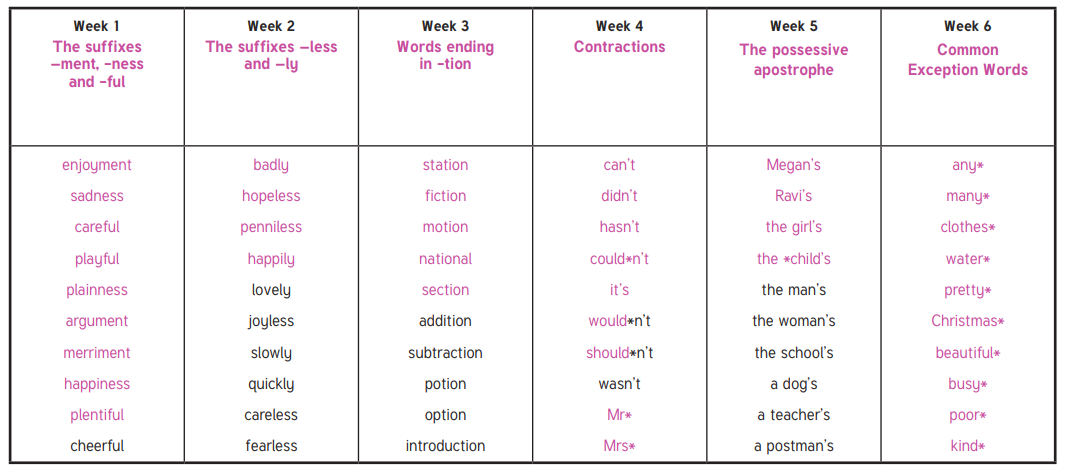 Week 1 Week 2 Week 3 Week 4 Week 5 Week 6
The suffixes The suffixes –less Words ending Contractions The possessive Common
–ment, -ness and –ly in -tion apostrophe Exception Words
and -ful
enjoyment badly station can't Megan's any*
sadness hopeless fiction didn't Ravi's many*
careful penniless motion hasn't the girl's clothes*
playful happily national could*n't the *child's water*
plainness lovely section it's the man's pretty*
argument joyless addition would*n't the woman's Christmas*
merriment slowly subtraction should*n't the school's beautiful*
happiness quickly potion wasn't a dog's busy*
plentiful careless option Mr* a teacher's poor*
cheerful fearless introduction Mrs* a postman's kind*